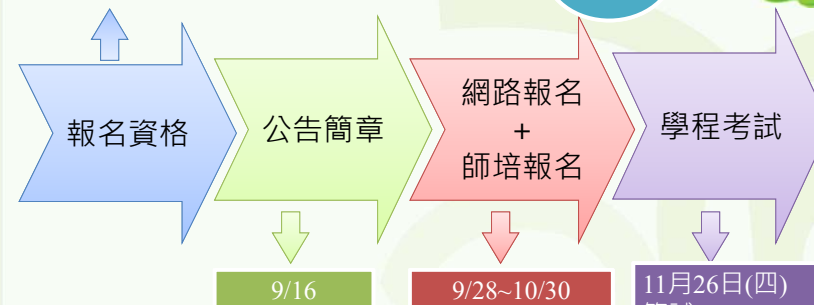 報名資格
公告簡章
網路報名
+
師培報名
學程考試
9/16
9/28~10/30
11月26日(四)